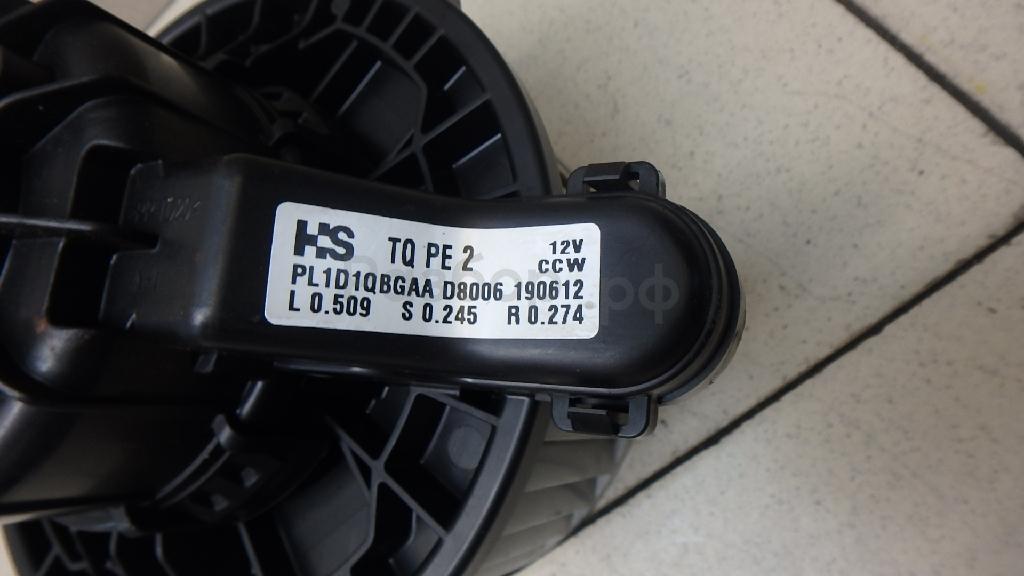 HS TQ PE 2 12V
CCW
PL1D1QBGAA D8006 190612
L 0.509 S 0.245 R 0.274